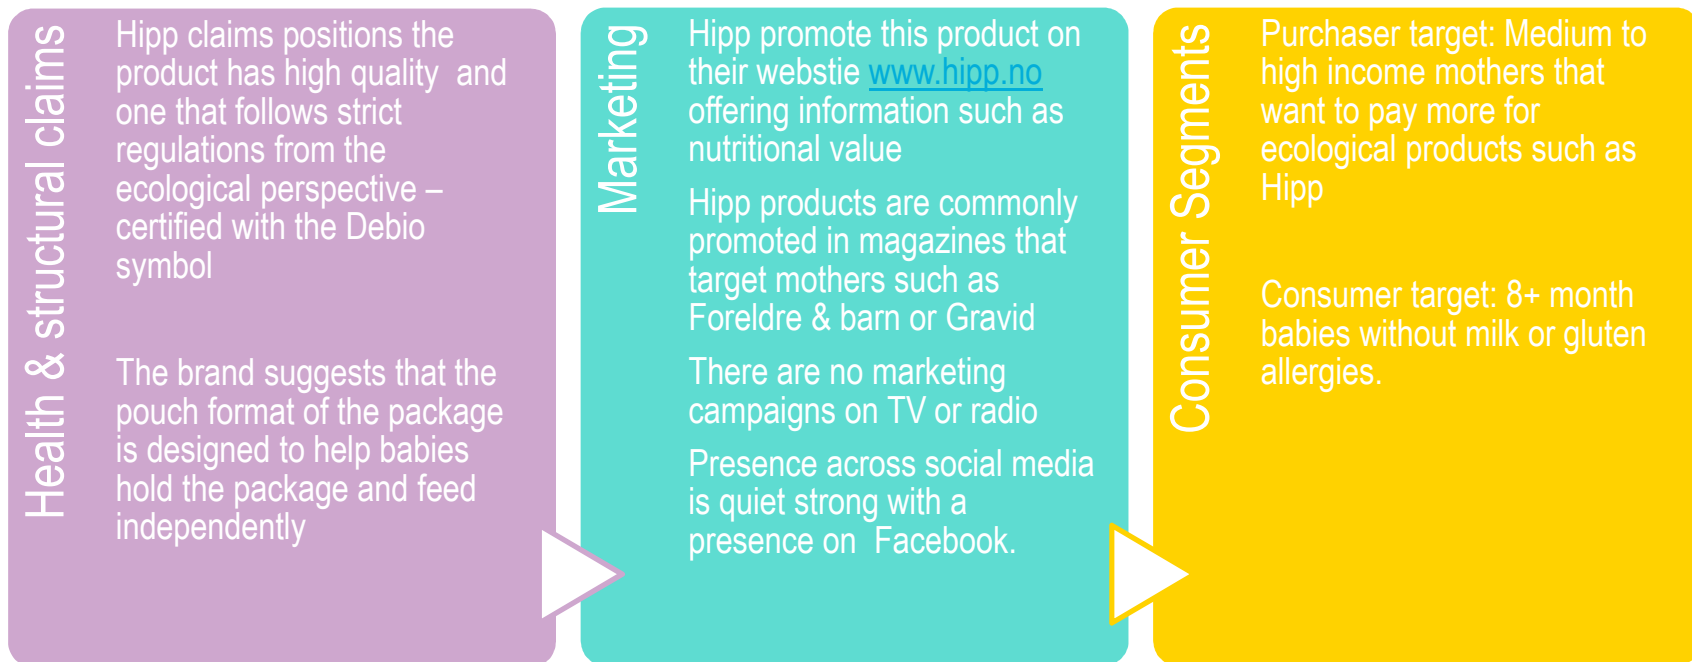 Health & structural claims
Hipp claims positions the
product has high quality  and
one that follows strict
regulations from the
ecological perspective –
certified with the Debio
symbol
The brand suggests that the
pouch format of the package
is designed to help babies
hold the package and feed
independently
Marketing
Hipp promote this product on
their webstie www.hipp.no
offering information such as
nutritional value
Hipp products are commonly
promoted in magazines that
target mothers such as
Foreldre & barn or Gravid
There are no marketing
campaigns on TV or radio
Presence across social media
is quiet strong with a
presence on  Facebook.
Consumer Segments
Purchaser target: Medium to
high income mothers that
want to pay more for
ecological products such as
Hipp
Consumer target: 8+ month
babies without milk or gluten
allergies.